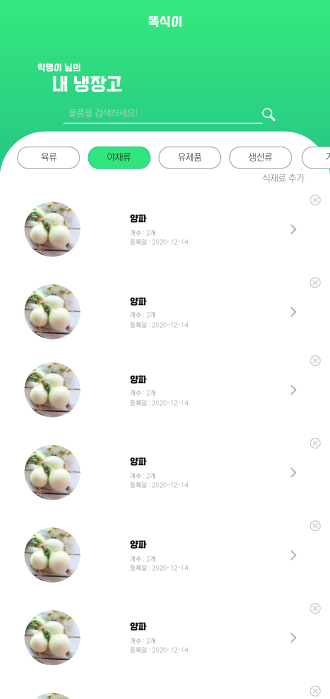 똑식이
익명이 님의
내 냉장고
물품을 검색하세요!
육류
야채류
유제품
생선류
식재료 추가
양파
개수 : 2개
등록일 : 2020-12-14
양파
개수 : 2개
등록일 : 2020-12-14
양파
개수 : 2개
등록일 : 2020-12-14
양파
개수 : 2개
등록일 : 2020-12-14
양파
개수 : 2개
등록일 : 2020-12-14
양파
개수 : 2개
등록일 : 2020-12-14